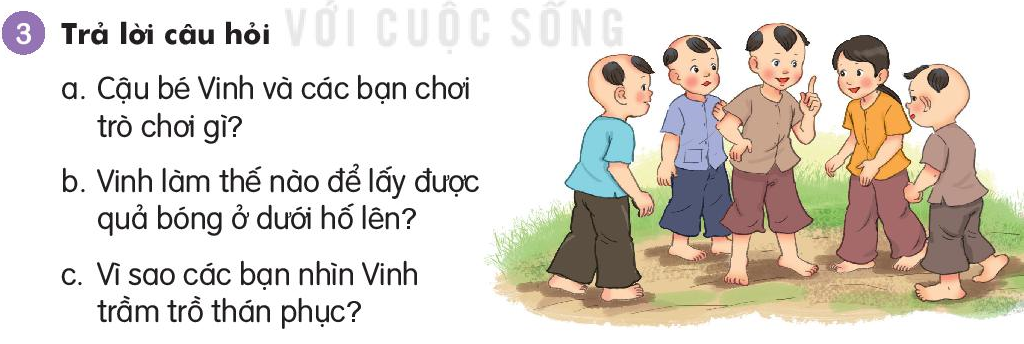 VỚI CUỘC SỐNG
3 Trả lời câu hỏi
a. Cậu bé Vinh và các bạn chơi
trò chơi gì?
b. Vinh làm thế nào để lấy được
quả bóng ở dưới hố lên?
c. Vì sao các bạn nhìn Vinh
trầm trồ thán phục?